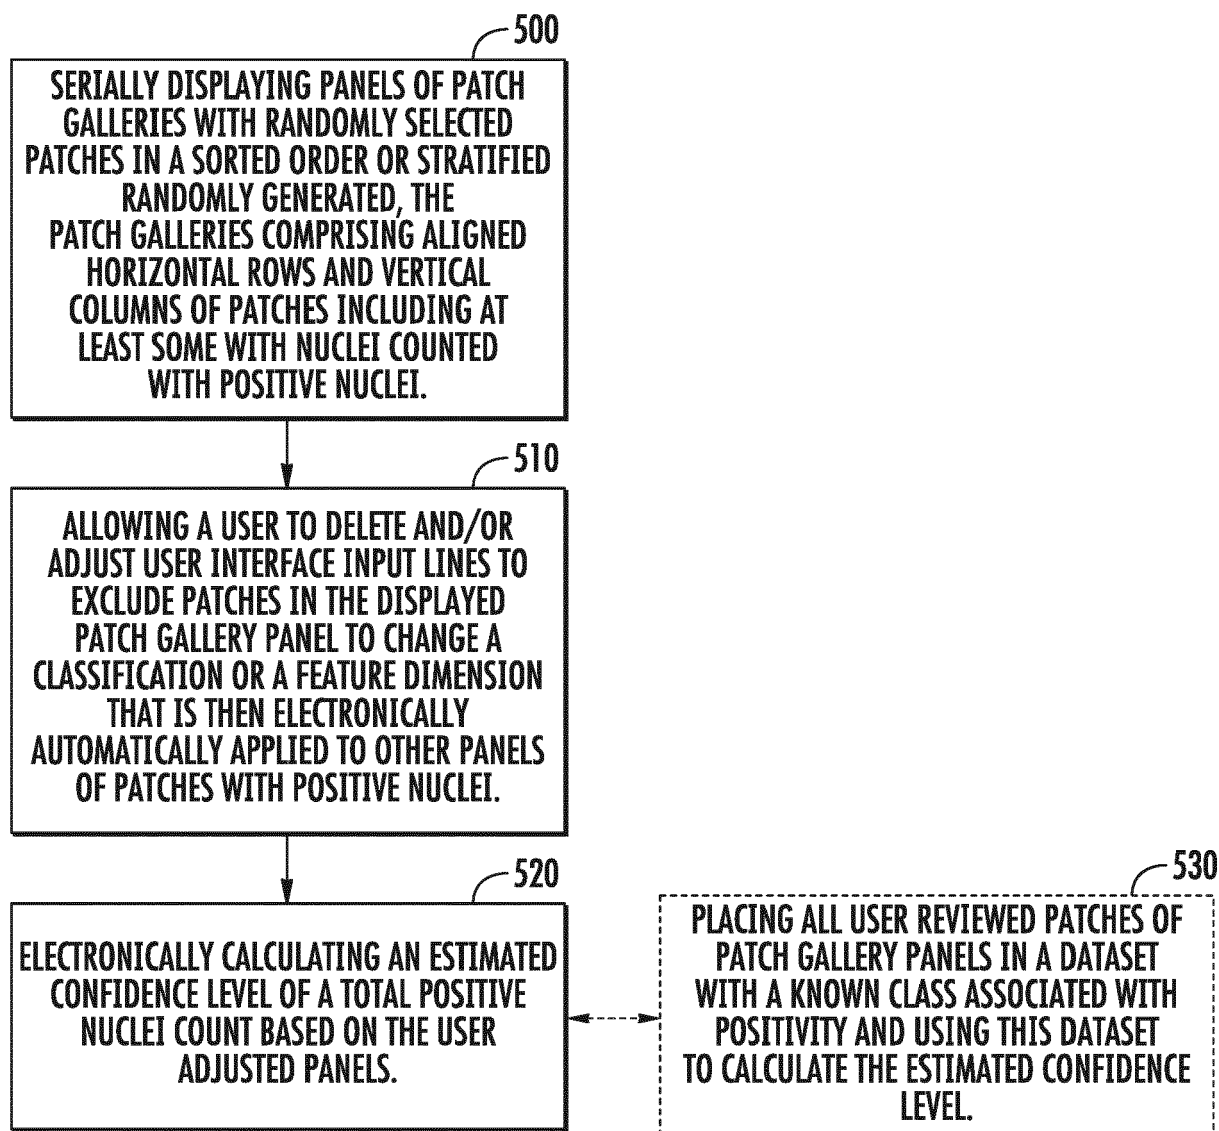 500
SERIALLY DISPLAYING PANELS OF PATCH
GALLERIES WITH RANDOMLY SELECTED
PATCHES IN A SORTED ORDER OR STRATIFIED
RANDOMLY GENERATED, THE
PATCH GALLERIES COMPRISING ALIGNED
HORIZONTAL ROWS AND VERTICAL
COLUMNS OF PATCHES INCLUDING AT
LEAST SOME WITH NUCLEI COUNTED
WITH POSITIVE NUCLEI.
510
ALLOWING A USER TO DELETE AND/OR
ADJUST USER INTERFACE INPUT LINES TO
EXCLUDE PATCHES IN THE DISPLAYED
PATCH GALLERY PANEL TO CHANGE A
CLASSIFICATION OR A FEATURE DIMENSION
THAT IS THEN ELECTRONICALLY
AUTOMATICALLY APPLIED TO OTHER PANELS
OF PATCHES WITH POSITIVE NUCLEI.
520
ELECTRONICALLY CALCULATING AN ESTIMATED
CONFIDENCE LEVEL OF A TOTAL POSITIVE
NUCLEI COUNT BASED ON THE USER
ADJUSTED PANELS.
530
PLACING ALL USER REVIEWED PATCHES OF
PATCH GALLERY PANELS IN A DATASET
WITH A KNOWN CLASS ASSOCIATED WITH
POSITIVITY AND USING THIS DATASET
TO CALCULATE THE ESTIMATED CONFIDENCE
LEVEL.